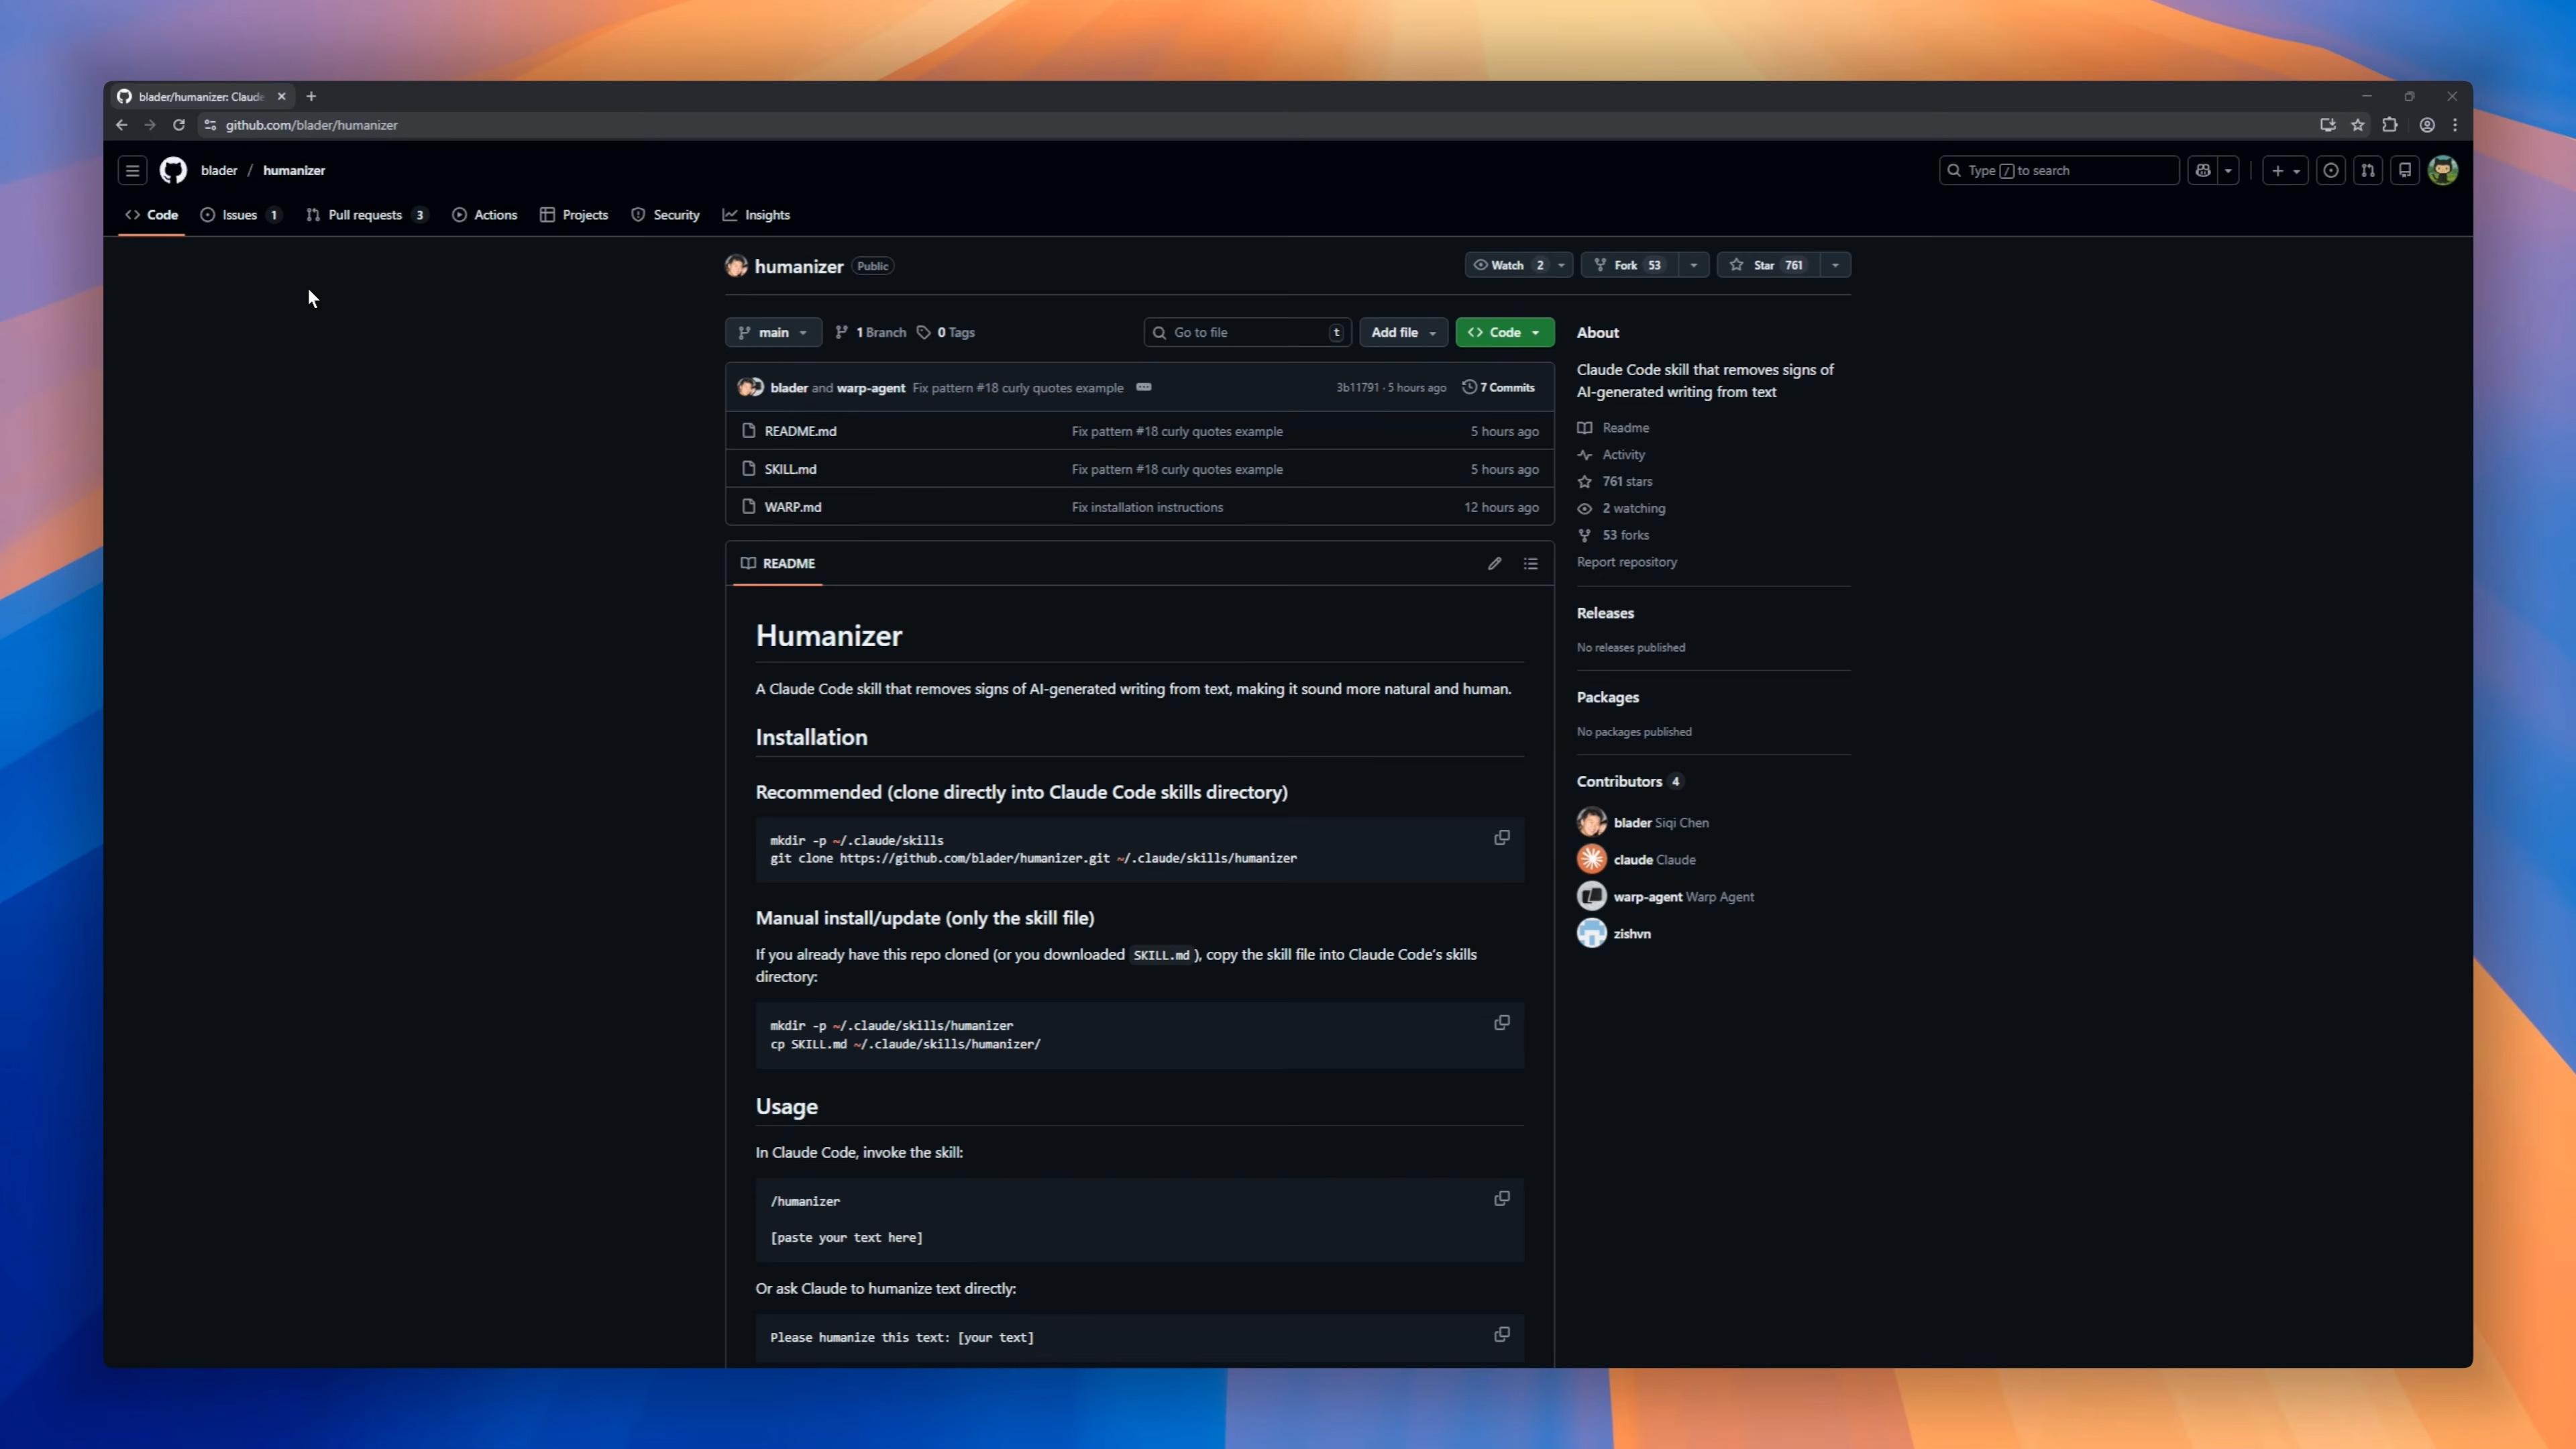 blader/humanizer: Claude
github.com/blader/humanizer
blader / humanizer
Type / to search
Code
Issues 1
Pull requests 3
Actions
Projects
Security
Insights
humanizer Public
Watch 2
Fork 53
Star 761
main
1 Branch
0 Tags
Go to file t
Add file
Code
blader and warp-agent Fix pattern #18 curly quotes example
3b11791 · 5 hours ago
7 Commits
README.md Fix pattern #18 curly quotes example 5 hours ago
SKILL.md Fix pattern #18 curly quotes example 5 hours ago
WARP.md Fix installation instructions 12 hours ago
README
Humanizer
A Claude Code skill that removes signs of AI-generated writing from text, making it sound more natural and human.
Installation
Recommended (clone directly into Claude Code skills directory)
mkdir -p ~/.claude/skills
git clone https://github.com/blader/humanizer.git ~/.claude/skills/humanizer
Manual install/update (only the skill file)
If you already have this repo cloned (or you downloaded SKILL.md ), copy the skill file into Claude Code's skills
directory:
mkdir -p ~/.claude/skills/humanizer
cp SKILL.md ~/.claude/skills/humanizer/
Usage
In Claude Code, invoke the skill:
/humanizer
[paste your text here]
Or ask Claude to humanize text directly:
Please humanize this text: [your text]
About
Claude Code skill that removes signs of
AI-generated writing from text
Readme
Activity
761 stars
2 watching
53 forks
Report repository
Releases
No releases published
Packages
No packages published
Contributors 4
blader Siqi Chen
claude Claude
warp-agent Warp Agent
zishvn